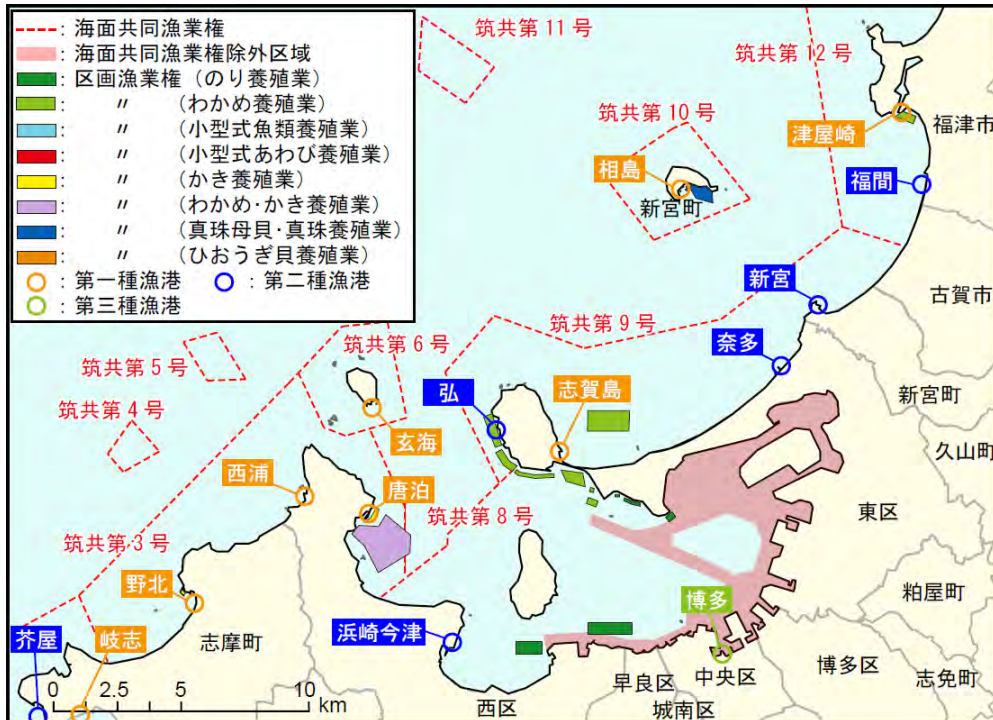 ：海面共同漁業権
：海面共同漁業権除外区域
：区画漁業権（のり養殖業）
：〃（わかめ養殖業）
：〃（小型式魚類養殖業）
：〃（小型式あわび養殖業）
：〃（かき養殖業）
：〃（わかめ・かき養殖業）
：〃（真珠母貝・真珠養殖業）
：〃（ひおうぎ貝養殖業）
：第一種漁港 ：第二種漁港
：第三種漁港
筑共第11号
筑共第12号
筑共第10号
津屋崎
福津市
相島
福間
新宮町
新宮
古賀市
筑共第9号
筑共第6号
奈多
筑共第5号
弘
志賀島
新宮町
筑共第4号
玄海
久山町
西浦
唐泊
東区
筑共第8号
筑共第3号
野北
博多
粕屋町
芥屋
岐志
志摩町
浜崎今津
博多区
志免町
早良区
中央区
西区
城南区
0 2.5 5 10
km